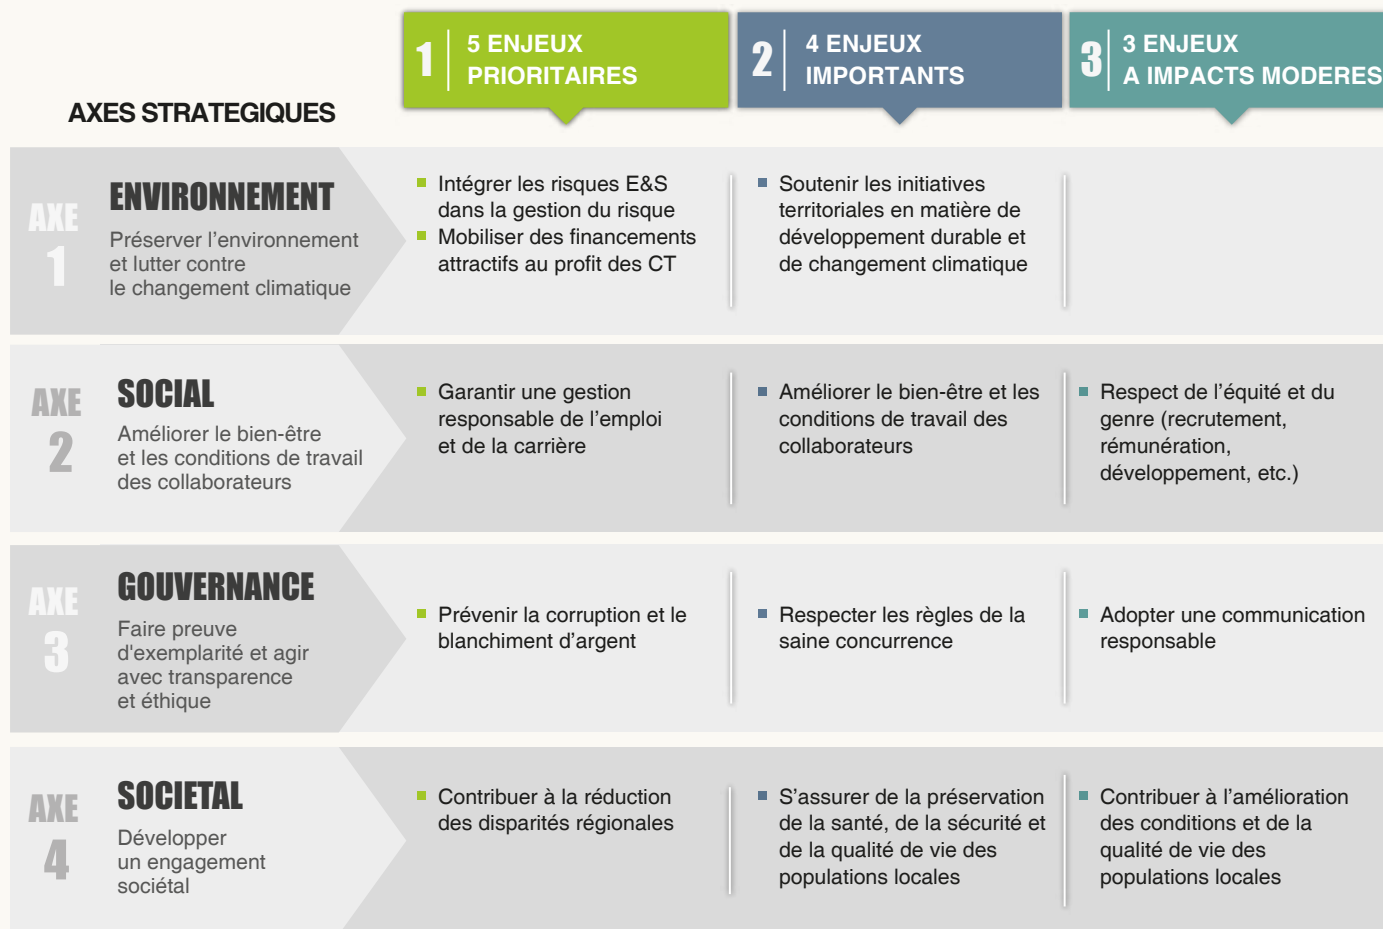 1
5 ENJEUX
PRIORITAIRES
2
4 ENJEUX
IMPORTANTS
3
3 ENJEUX
A IMPACTS MODERES
AXES STRATEGIQUES
AXE
1
ENVIRONNEMENT
Préserver l’environnement
et lutter contre
le changement climatique
Intégrer les risques E&S
dans la gestion du risque
Mobiliser des financements
attractifs au profit des CT
Soutenir les initiatives
territoriales en matière de
développement durable et
de changement climatique
AXE
2
SOCIAL
Améliorer le bien-être
et les conditions de travail
des collaborateurs
Garantir une gestion
responsable de l’emploi
et de la carrière
Améliorer le bien-être et les
conditions de travail des
collaborateurs
Respect de l’équité et du
genre (recrutement,
rémunération,
développement, etc.)
AXE
3
GOUVERNANCE
Faire preuve
d'exemplarité et agir
avec transparence
et éthique
Prévenir la corruption et le
blanchiment d’argent
Respecter les règles de la
saine concurrence
Adopter une communication
responsable
AXE
4
SOCIETAL
Développer
un engagement
sociétal
Contribuer à la réduction
des disparités régionales
S’assurer de la préservation
de la santé, de la sécurité et
de la qualité de vie des
populations locales
Contribuer à l’amélioration
des conditions et de la
qualité de vie des
populations locales